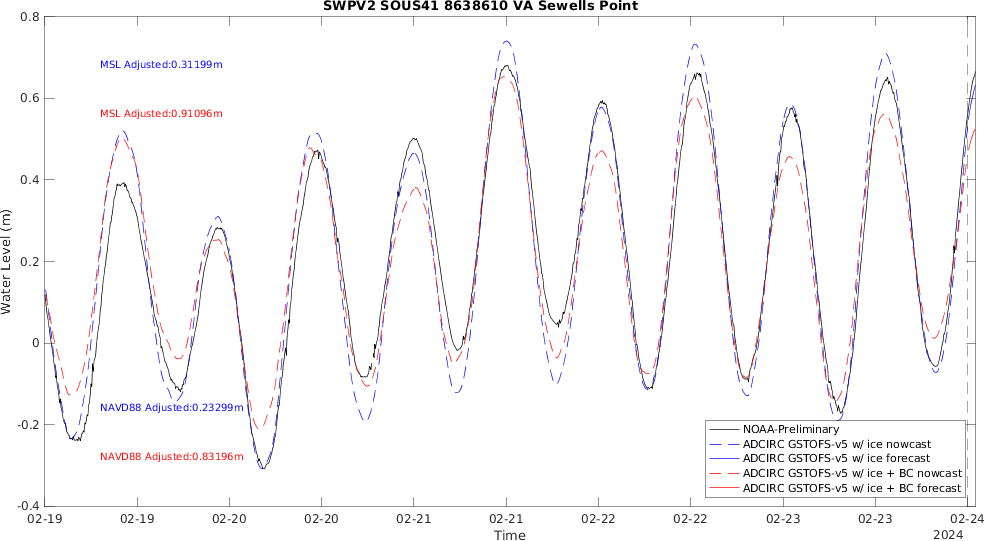 SWPV2 SOUS41 8638610 VA Sewells Point
0.8
0.6
0.4
0.2
0
-0.2
-0.4
Water Level (m)
MSL Adjusted:0.31199m
MSL Adjusted:0.91096m
NAVD88 Adjusted:0.23299m
NAVD88 Adjusted:0.83196m
NOAA-Preliminary
ADCIRC GSTOFS-v5 w/ ice nowcast
ADCIRC GSTOFS-v5 w/ ice forecast
ADCIRC GSTOFS-v5 w/ ice + BC nowcast
ADCIRC GSTOFS-v5 w/ ice + BC forecast
02-19 02-19 02-20 02-20 02-21 02-21 02-22 02-22 02-23 02-23 02-24
Time
2024